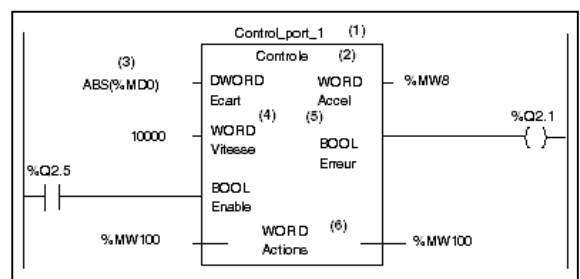 Control_port_1 (1)
Controle (2)
(3)
ABS(%MD0)
DWORD WORD
%MW8
Ecart Accel
(4) (5)
10000
WORD
Vitesse
BOOL
Erreur
%Q2.1
%Q2.5
BOOL
Enable
WORD (6)
Actions
%MW100
%MW100